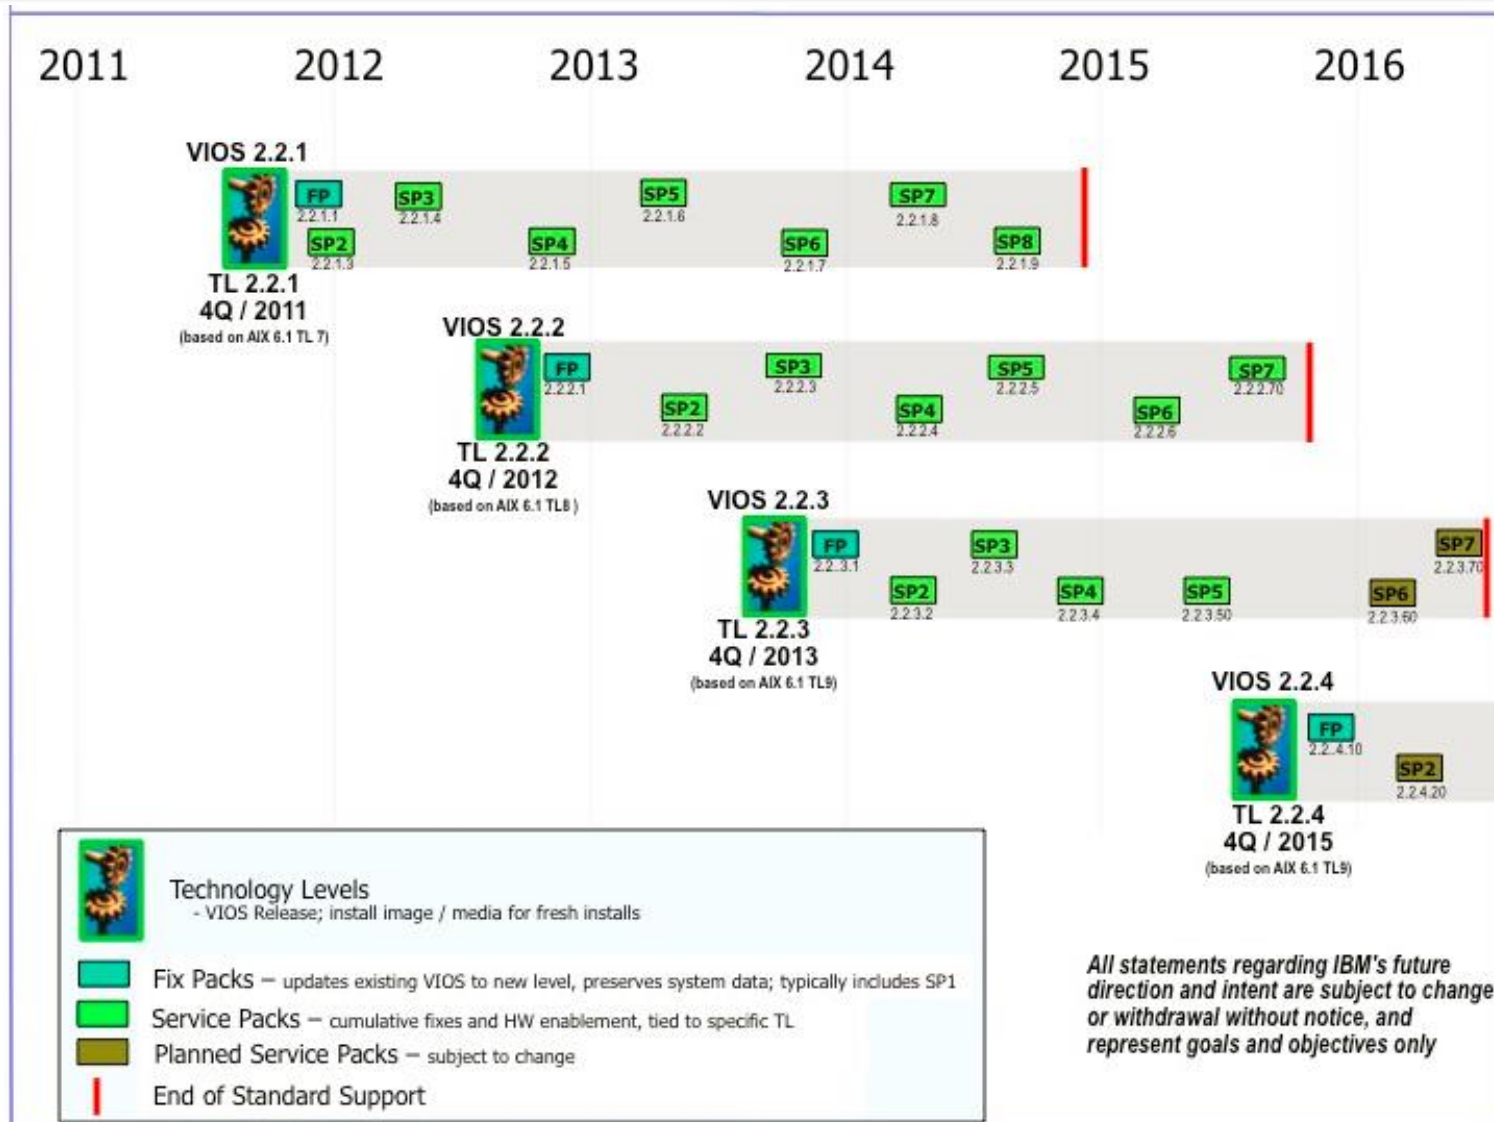 2011 2012 2013 2014 2015 2016
VIOS 2.2.1
FP
2.2.1.1
SP3
2.2.1.4
SP5
2.2.1.6
SP7
2.2.1.8
SP2
2.2.1.3
SP4
2.2.1.5
SP6
2.2.1.7
SP8
2.2.1.9
TL 2.2.1
4Q / 2011
(based on AIX 6.1 TL 7)
VIOS 2.2.2
FP
2.2.2.1
SP3
2.2.2.3
SP5
2.2.2.5
SP7
2.2.2.70
SP2
2.2.2.2
SP4
2.2.2.4
SP6
2.2.2.6
TL 2.2.2
4Q / 2012
(based on AIX 6.1 TL8 )
VIOS 2.2.3
FP
2.2..3.1
SP3
2.2.3.3
SP7
2.2.3.70
SP2
2.2.3.2
SP4
2.2.3.4
SP5
2.2.3.50
SP6
2.2.3.60
TL 2.2.3
4Q / 2013
(based on AIX 6.1 TL9)
VIOS 2.2.4
FP
2.2..4.10
SP2
2.2.4.20
TL 2.2.4
4Q / 2015
(based on AIX 6.1 TL9)
Technology Levels
- VIOS Release; install image / media for fresh installs
Fix Packs – updates existing VIOS to new level, preserves system data; typically includes SP1
Service Packs – cumulative fixes and HW enablement, tied to specific TL
Planned Service Packs – subject to change
End of Standard Support
All statements regarding IBM's future
direction and intent are subject to change
or withdrawal without notice, and
represent goals and objectives only